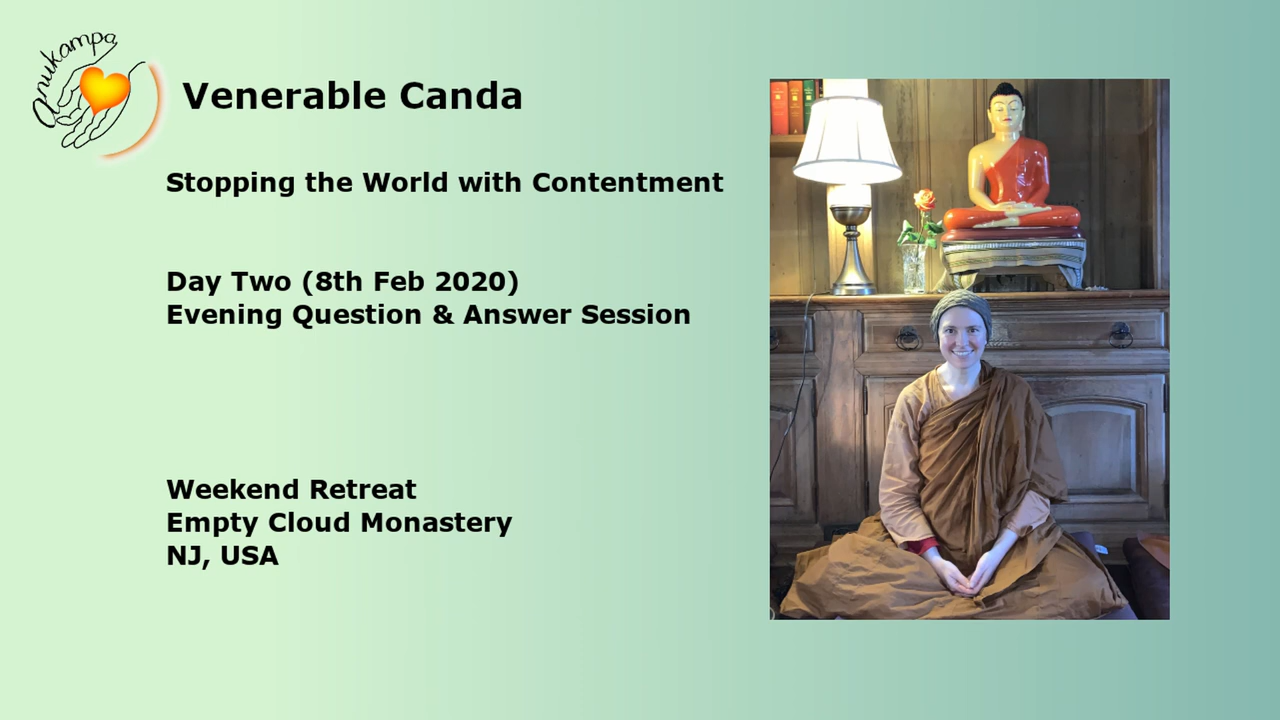 Anukampa
Venerable Canda
Stopping the World with Contentment
Day Two (8th Feb 2020)
Evening Question & Answer Session
Weekend Retreat
Empty Cloud Monastery
NJ, USA